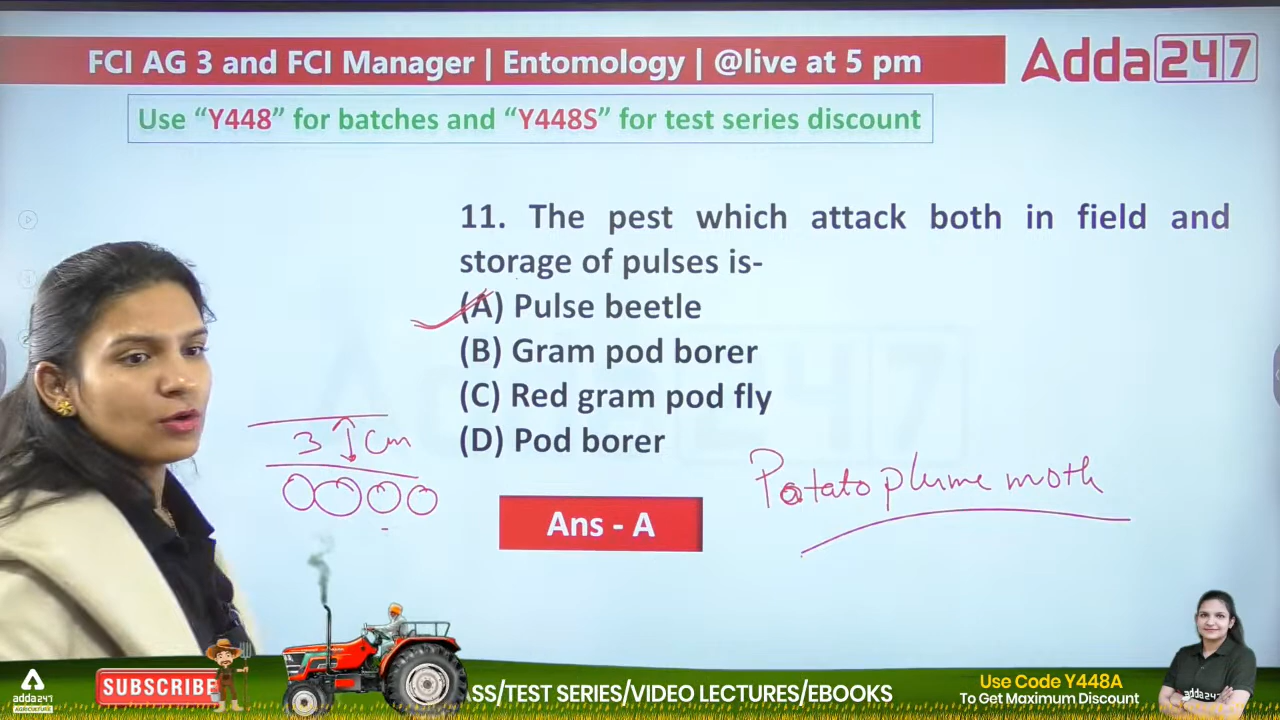 FCI AG 3 and FCI Manager | Entomology | @live at 5 pm
Adda247
Use “Y448” for batches and “Y448S” for test series discount
11. The pest which attack both in field and
storage of pulses is-
(A) Pulse beetle
(B) Gram pod borer
(C) Red gram pod fly
(D) Pod borer
3 cm
Potato plume moth
Ans - A
adda247
AGRICULTURE
SUBSCRIBE
ASS/TEST SERIES/VIDEO LECTURES/EBOOKS
Use Code Y448A
To Get Maximum Discount
adda247